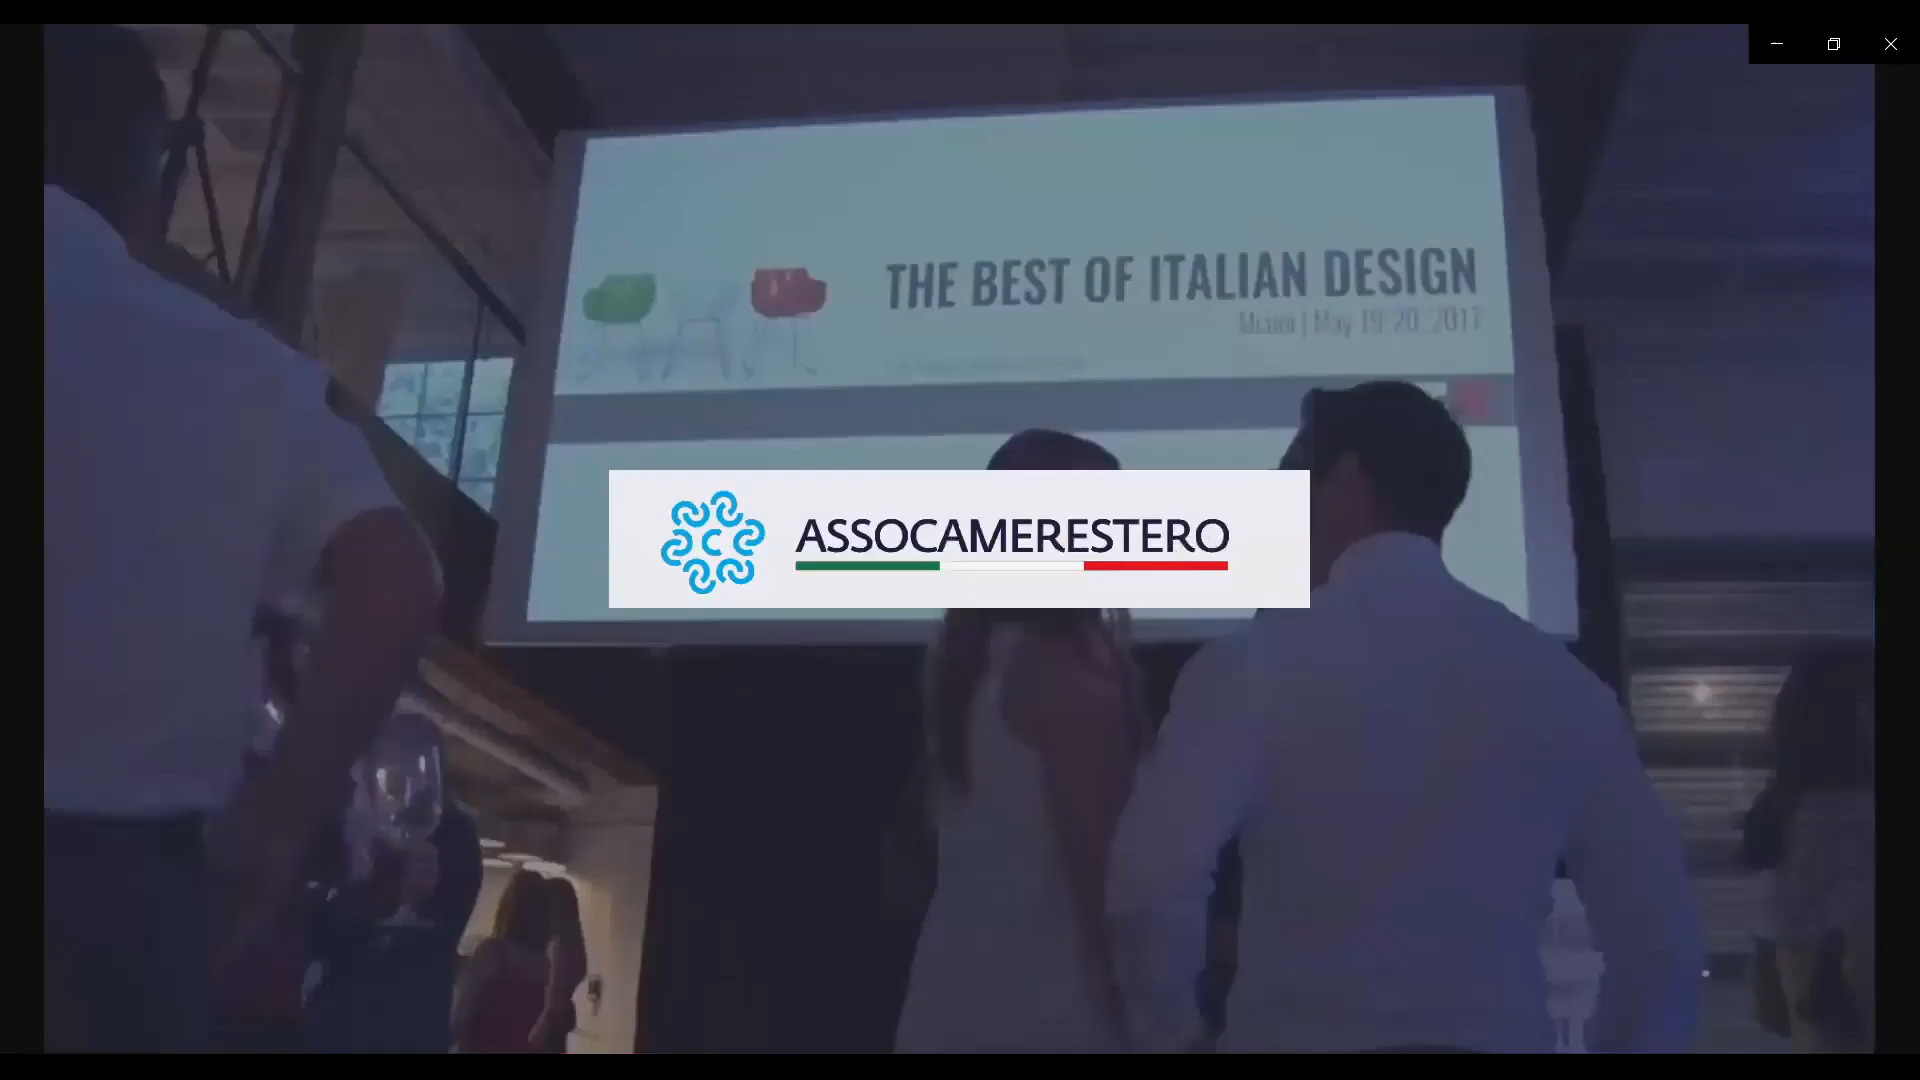 THE BEST OF ITALIAN DESIGN
Miami | May 19-20, 2017
ASSOCAMERESTERO